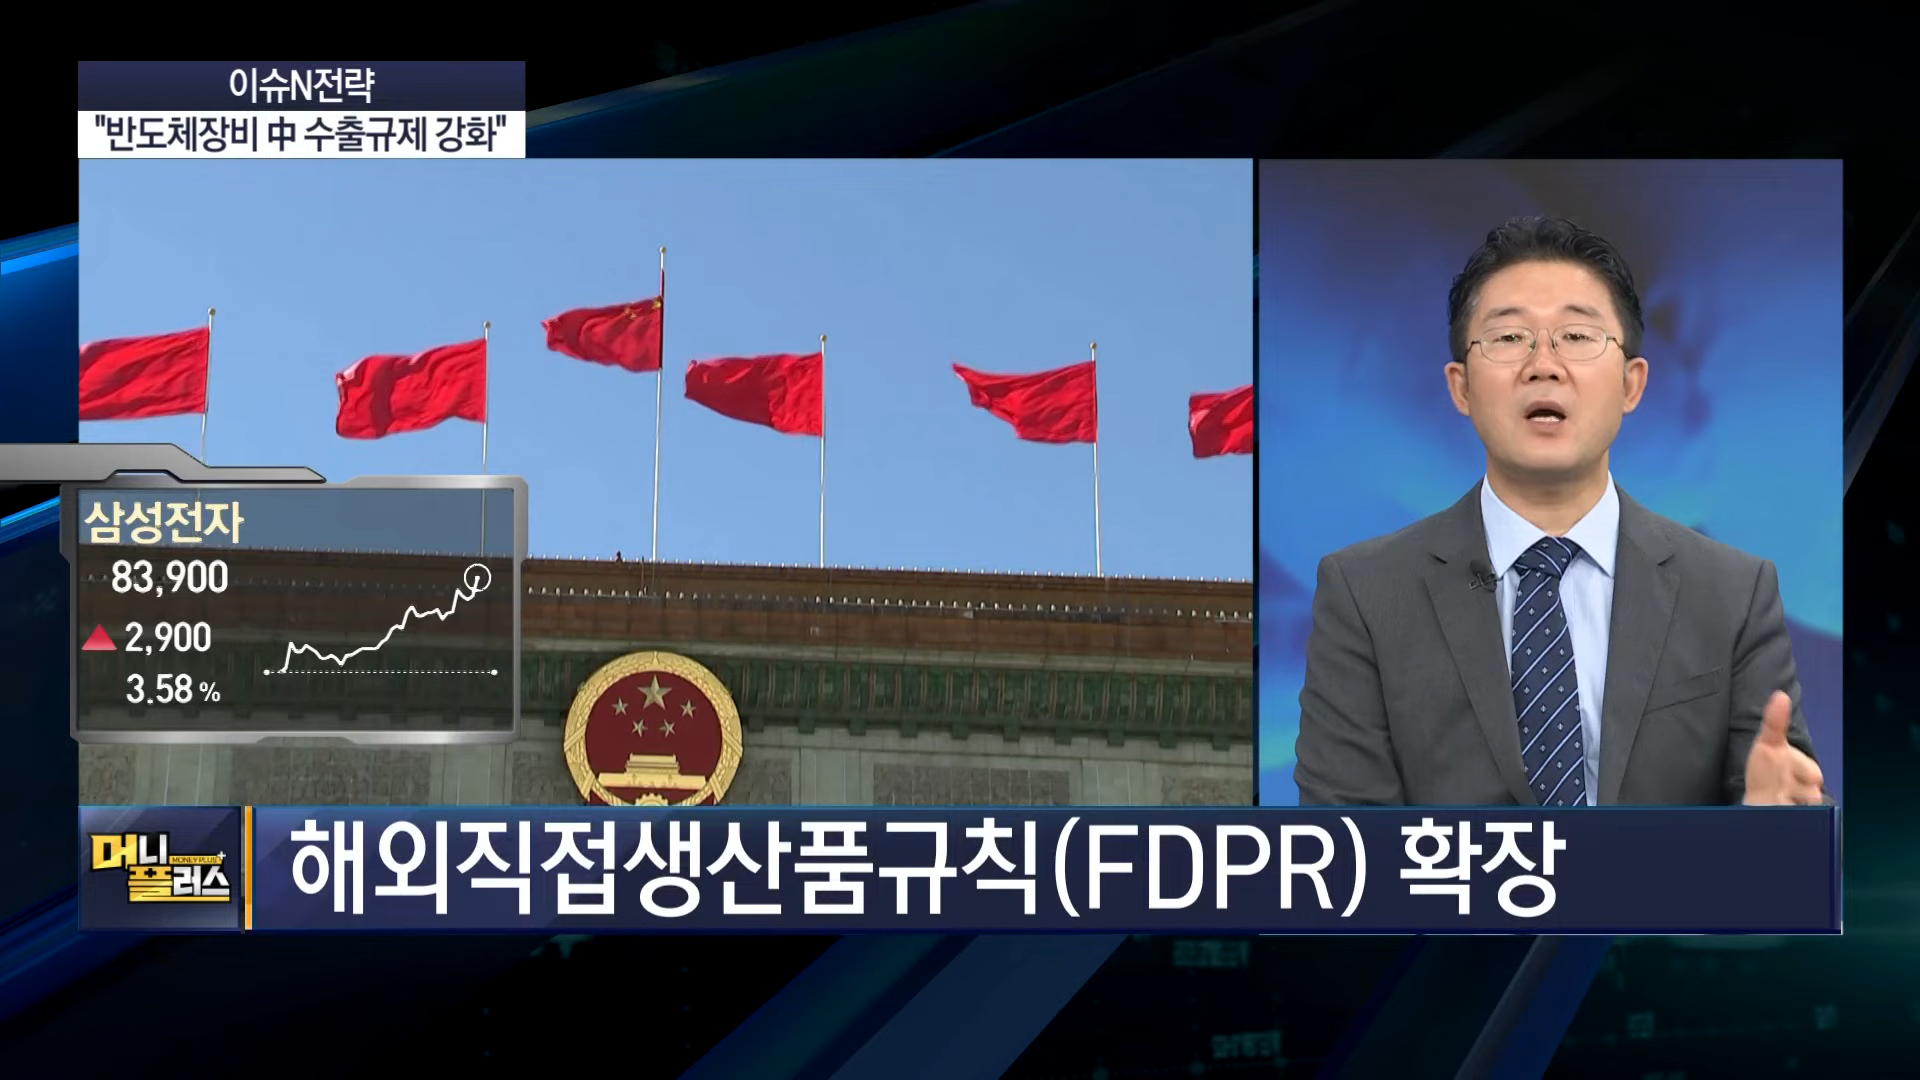 이슈N전략
"반도체장비 中 수출규제 강화"
삼성전자
83,900
▲ 2,900
3.58 %
머니
MONEY PLUS+
플러스
해외직접생산품규칙(FDPR) 확장